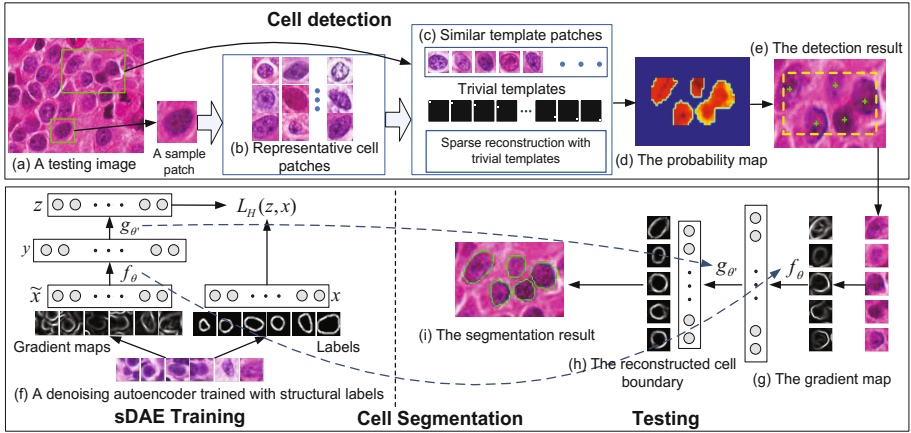 Cell detection
(a) A testing image
A sample
patch
(b) Representative cell
patches
(c) Similar template patches
Trivial templates
Sparse reconstruction with
trivial templates
(d) The probability map
(e) The detection result
z
L_H(z,x)
g_θ'
y
f_θ
x̃
x
Gradient maps
Labels
(f) A denoising autoencoder trained with structural labels
sDAE Training
Cell Segmentation
Testing
(i) The segmentation result
(h) The reconstructed cell
boundary
g_θ'
f_θ
(g) The gradient map